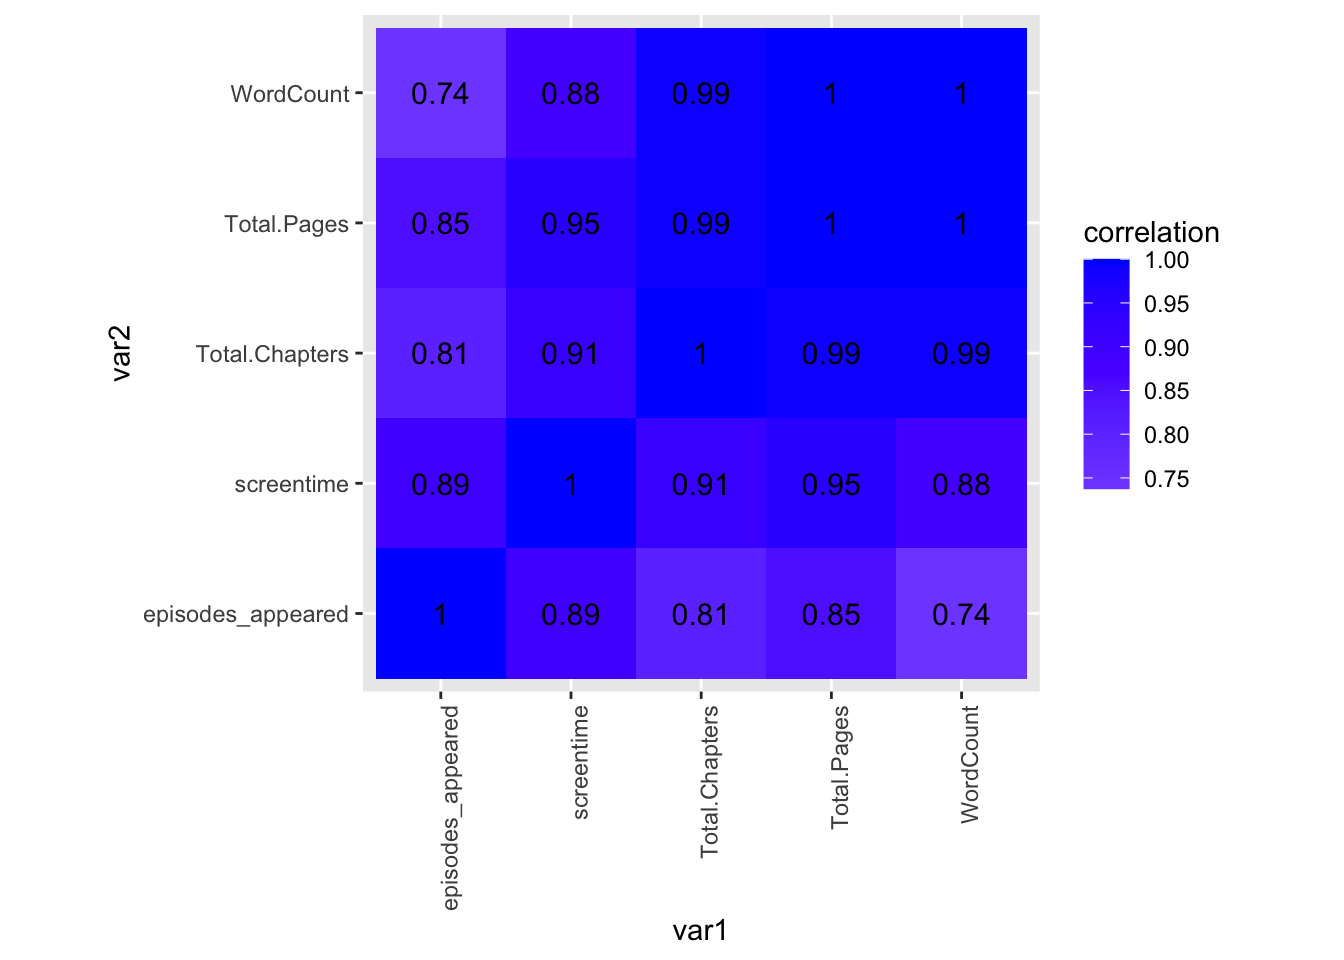 WordCount 0.74 0.88 0.99 1 1
Total.Pages 0.85 0.95 0.99 1 1
Total.Chapters 0.81 0.91 1 0.99 0.99
screentime 0.89 1 0.91 0.95 0.88
episodes_appeared 1 0.89 0.81 0.85 0.74
var2
episodes_appeared
screentime
Total.Chapters
Total.Pages
WordCount
var1
correlation
1.00
0.95
0.90
0.85
0.80
0.75